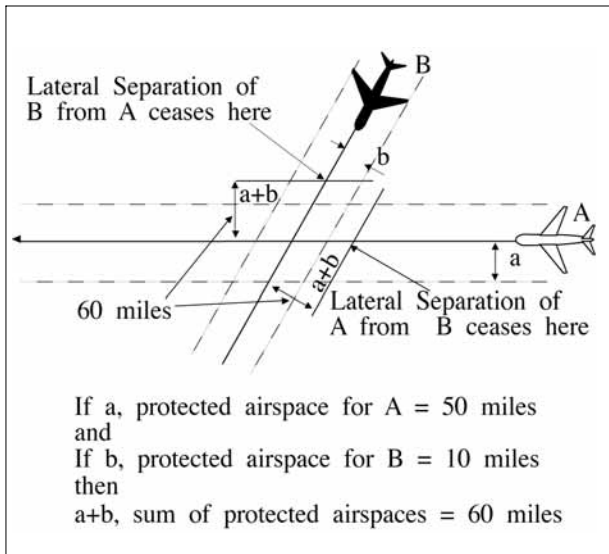 B
Lateral Separation of
B from A ceases here
b
a+b
A
a
a+b
60 miles
Lateral Separation of
A from B ceases here
If a, protected airspace for A = 50 miles
and
If b, protected airspace for B = 10 miles
then
a+b, sum of protected airspaces = 60 miles